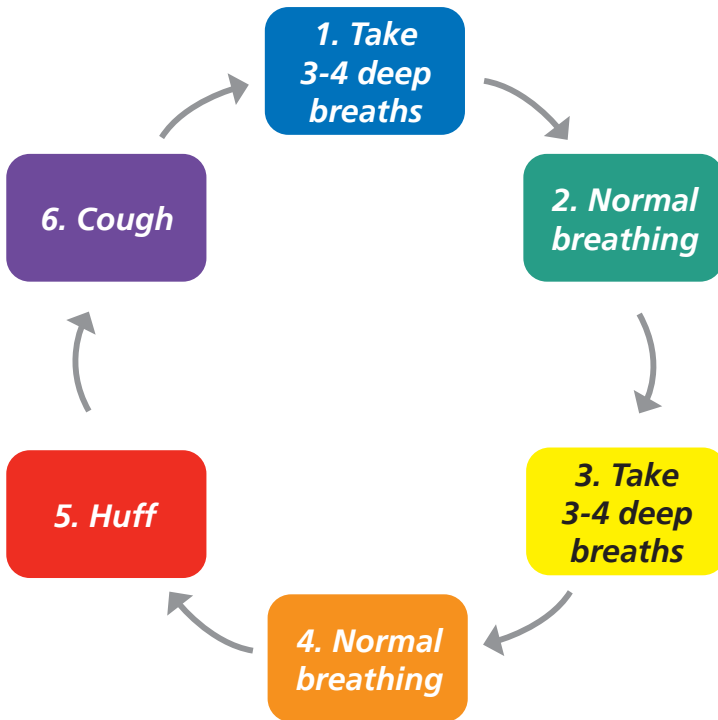 1. Take
3-4 deep
breaths
2. Normal
breathing
3. Take
3-4 deep
breaths
4. Normal
breathing
5. Huff
6. Cough